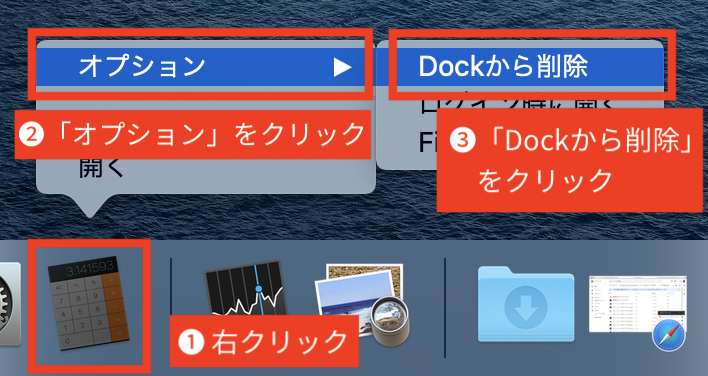 オプション
Dockから削除
ログイン時に開く
Fi
❷「オプション」をクリック
❸「Dockから削除」
をクリック
開く
3.141593
❶右クリック